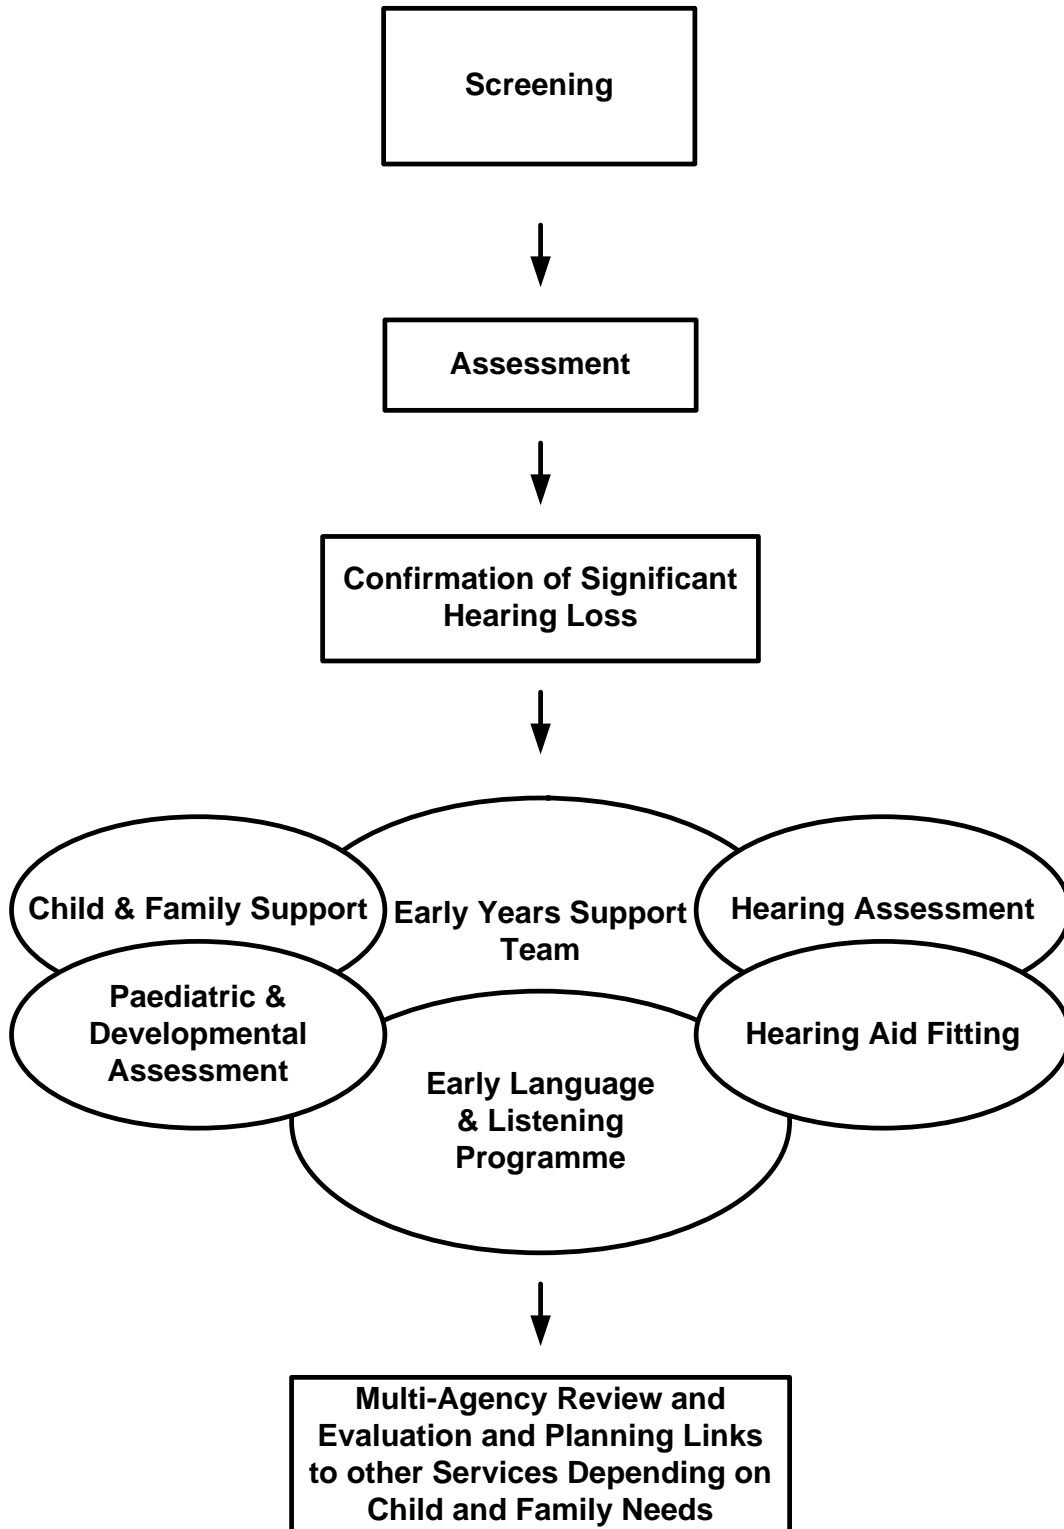 Screening
Assessment
Confirmation of Significant
Hearing Loss
Child & Family Support
Early Years Support
Team
Hearing Assessment
Paediatric &
Developmental
Assessment
Hearing Aid Fitting
Early Language
& Listening
Programme
Multi-Agency Review and
Evaluation and Planning Links
to other Services Depending on
Child and Family Needs